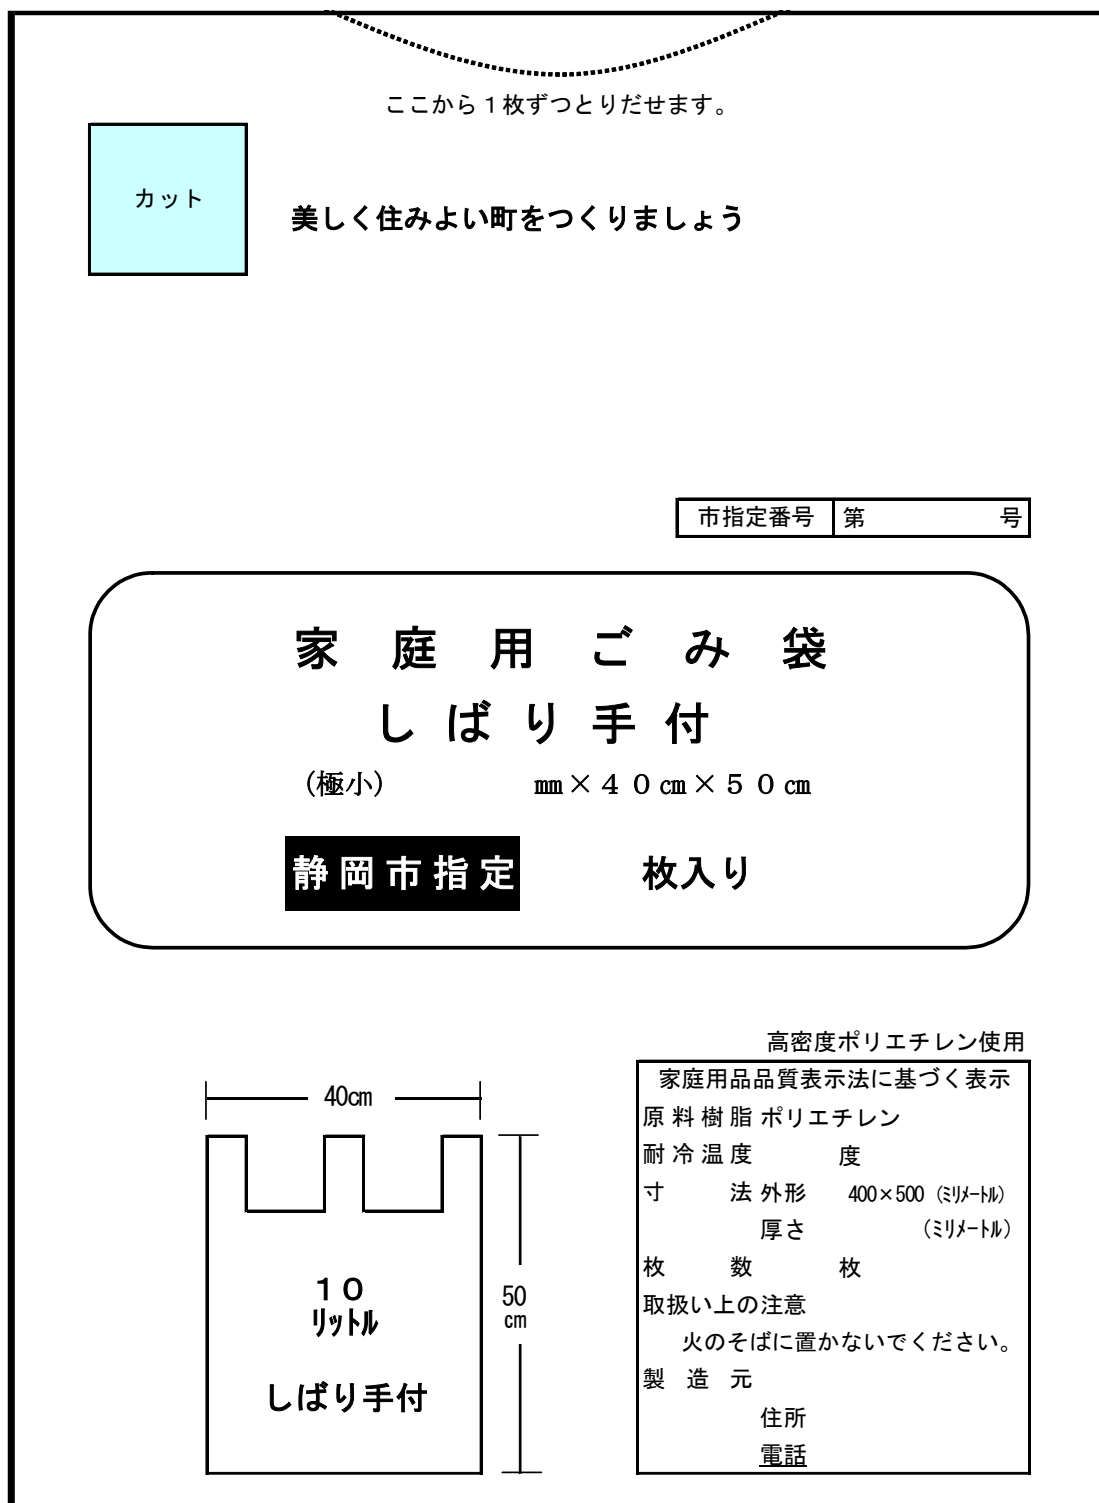 ここから１枚ずつとりだせます。
カット
美しく住みよい町をつくりましょう
市指定番号 第 号
家庭用ごみ袋
しばり手付
（極小） ㎜×４０㎝×５０㎝
静岡市指定 枚入り
高密度ポリエチレン使用
40cm
50
cm
１０
リットル
しばり手付
家庭用品品質表示法に基づく表示
原料樹脂 ポリエチレン
耐冷温度 度
寸法 外形 400×500（ミリメートル）
厚さ （ミリメートル）
枚数 枚
取扱い上の注意
火のそばに置かないでください。
製造元
住所
電話